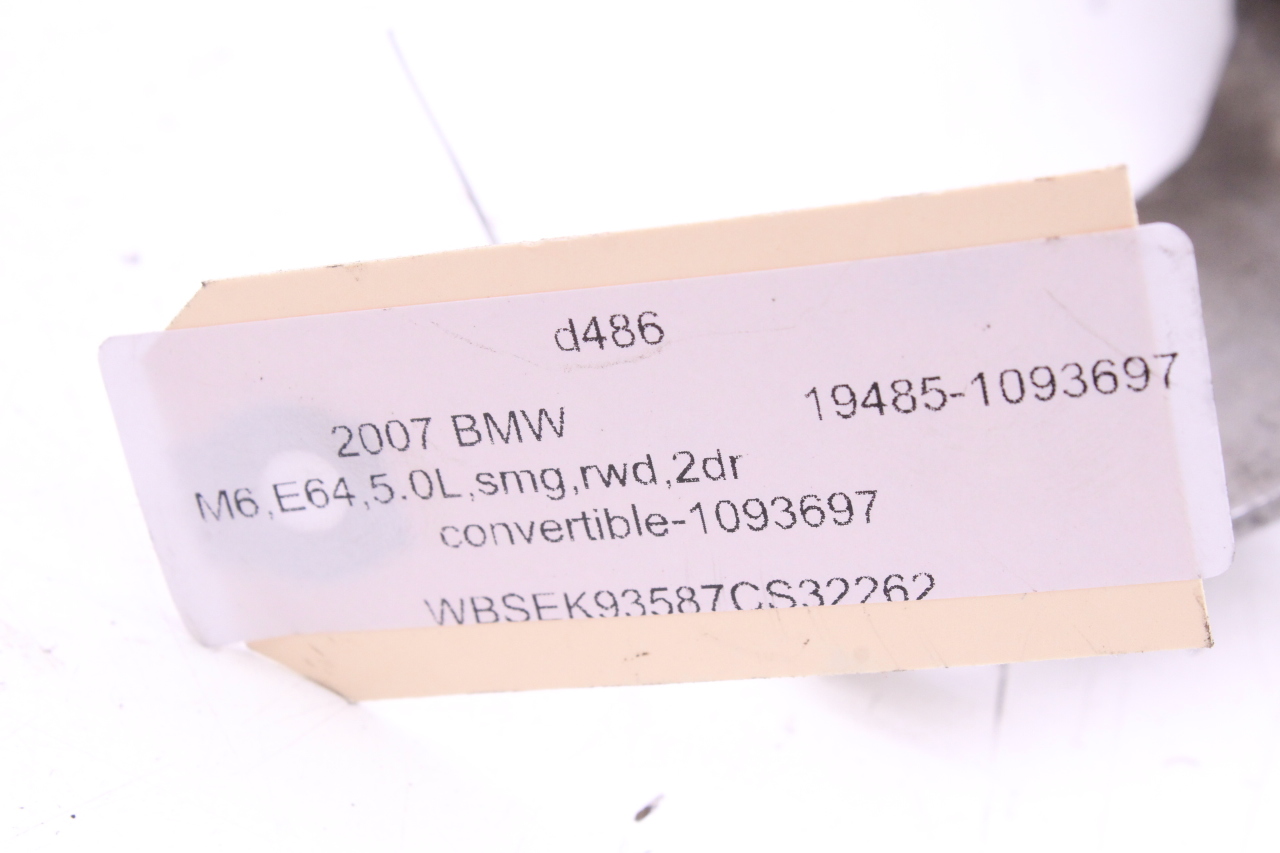 d486
19485-1093697
2007 BMW
M6,E64,5.0L,smg,rwd,2dr
convertible-1093697
WBSEK93587CS32262